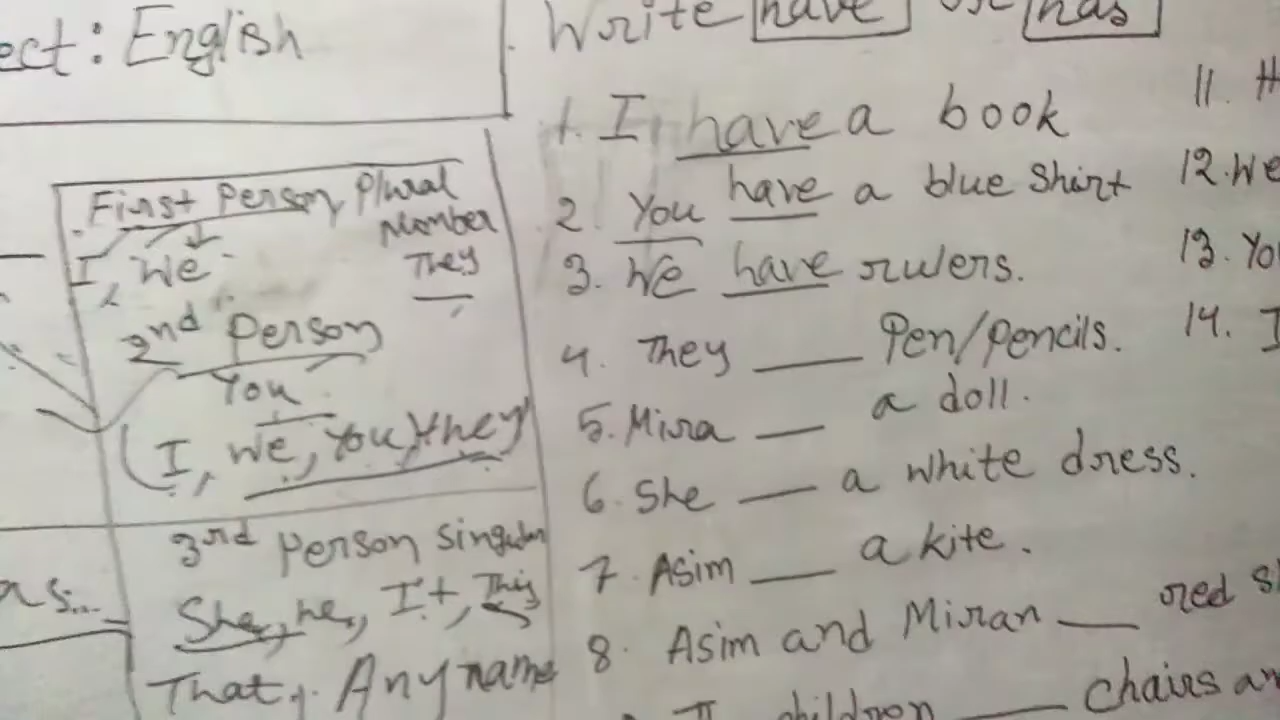 ect: English
First Person, Plural
Number
I, We
They
2nd Person
You
(I, We, You, they)
3rd Person Singular
She, he, It, This
That, Any name
as...
Write have or has
1. I have a book
2. You have a blue Shirt
3. We have rulers.
4. They ___ Pen/Pencils.
5. Mira ___ a doll.
6. She ___ a white dress.
7. Asim ___ a kite.
8. Asim and Miran ___ red s
children ___ Chairs an
11. H
12. We
13. Yo
14. I